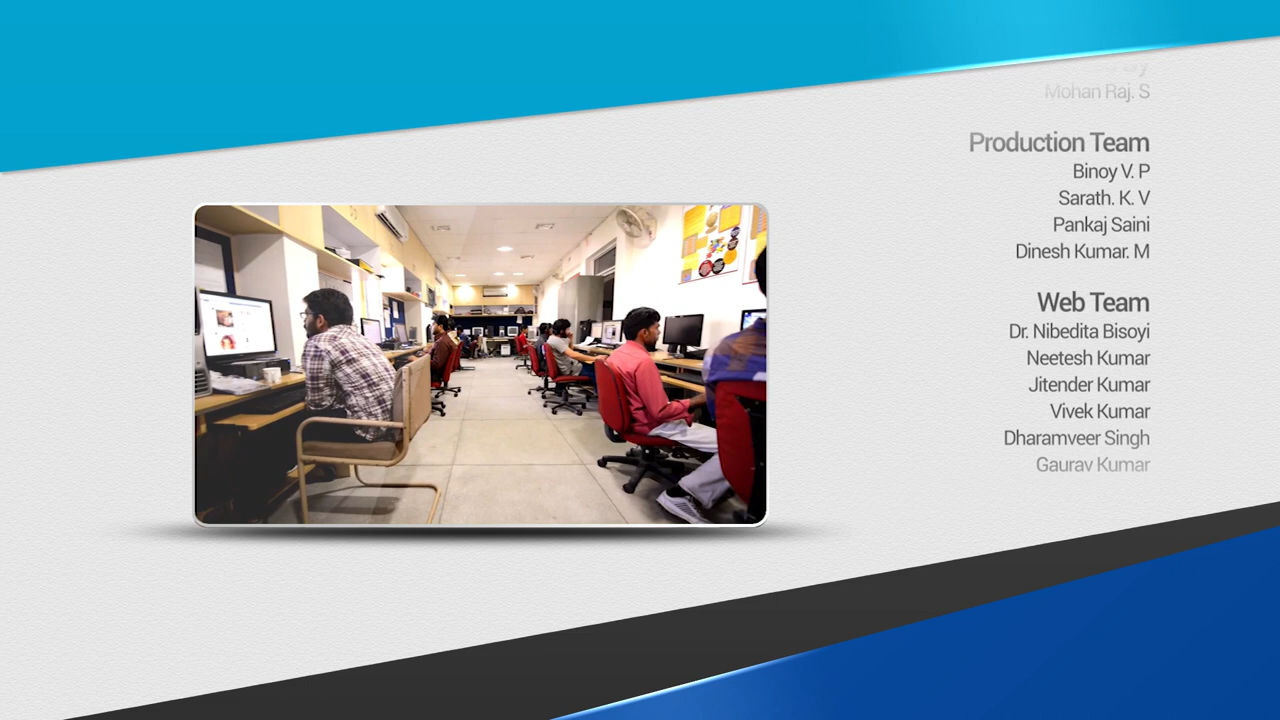 Mohan Raj. S
Production Team
Binoy V. P
Sarath. K. V
Pankaj Saini
Dinesh Kumar. M
Web Team
Dr. Nibedita Bisoyi
Neetesh Kumar
Jitender Kumar
Vivek Kumar
Dharamveer Singh
Gaurav Kumar